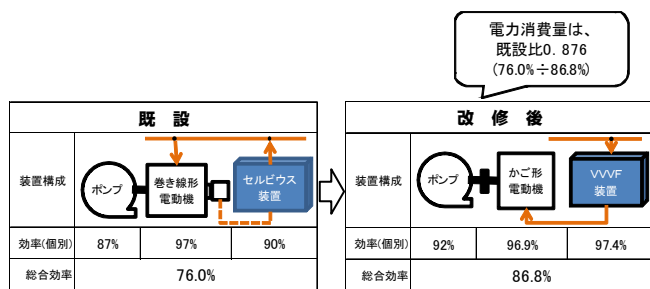 電力消費量は、
既設比0.876
(76.0%÷86.8%)
既 設
装置構成
ポンプ
巻き線形
電動機
セルビウス
装置
効率(個別)
87%
97%
90%
総合効率
76.0%
改 修 後
装置構成
ポンプ
かご形
電動機
VVVF
装置
効率(個別)
92%
96.9%
97.4%
総合効率
86.8%